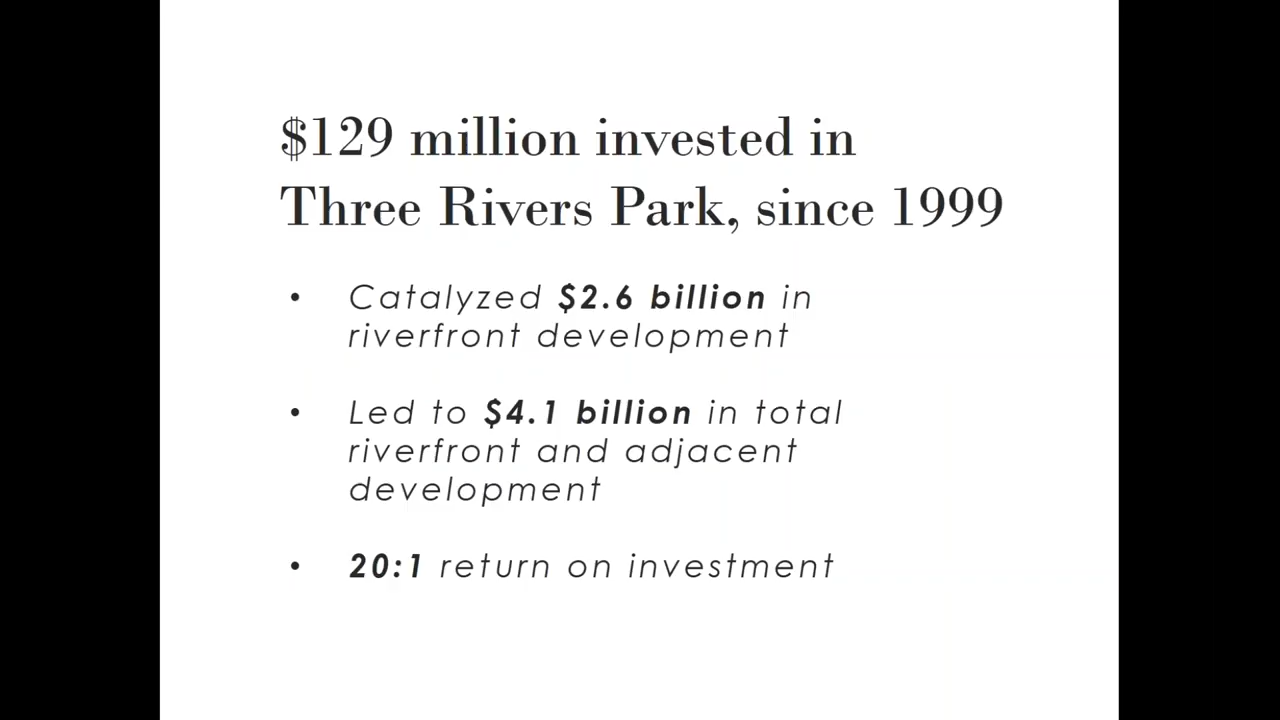 $129 million invested in
Three Rivers Park, since 1999
• Catalyzed $2.6 billion in
riverfront development
• Led to $4.1 billion in total
riverfront and adjacent
development
• 20:1 return on investment